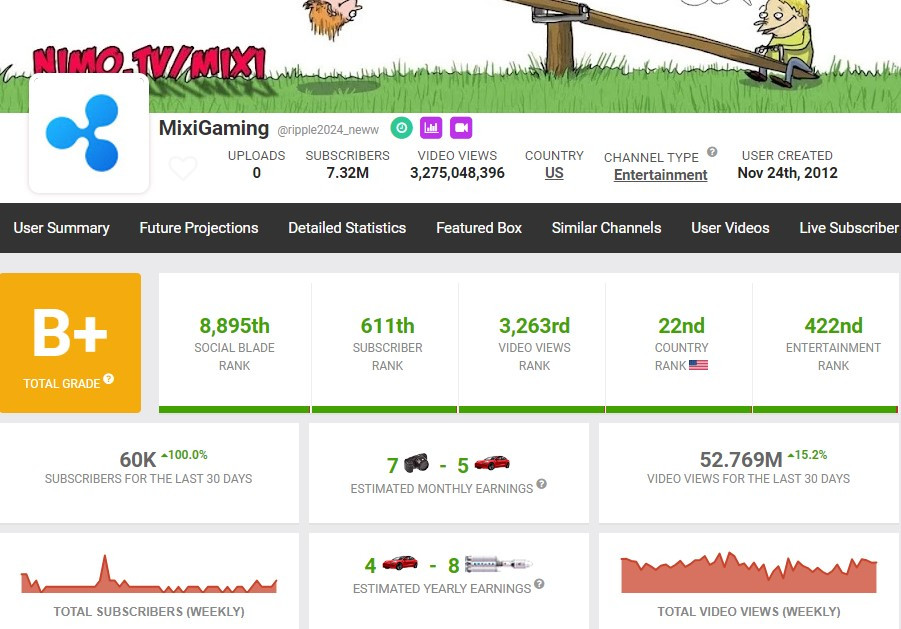 NIMO.TV/MIXI
MixiGaming @ripple2024_neww
UPLOADS
0
SUBSCRIBERS
7.32M
VIDEO VIEWS
3,275,048,396
COUNTRY
US
CHANNEL TYPE ?
Entertainment
USER CREATED
Nov 24th, 2012
User Summary Future Projections Detailed Statistics Featured Box Similar Channels User Videos Live Subscriber
B+
TOTAL GRADE ?
8,895th
SOCIAL BLADE
RANK
611th
SUBSCRIBER
RANK
3,263rd
VIDEO VIEWS
RANK
22nd
COUNTRY
RANK
422nd
ENTERTAINMENT
RANK
60K 100.0%
SUBSCRIBERS FOR THE LAST 30 DAYS
7 - 5
ESTIMATED MONTHLY EARNINGS ?
52.769M 15.2%
VIDEO VIEWS FOR THE LAST 30 DAYS
TOTAL SUBSCRIBERS (WEEKLY)
4 - 8
ESTIMATED YEARLY EARNINGS ?
TOTAL VIDEO VIEWS (WEEKLY)